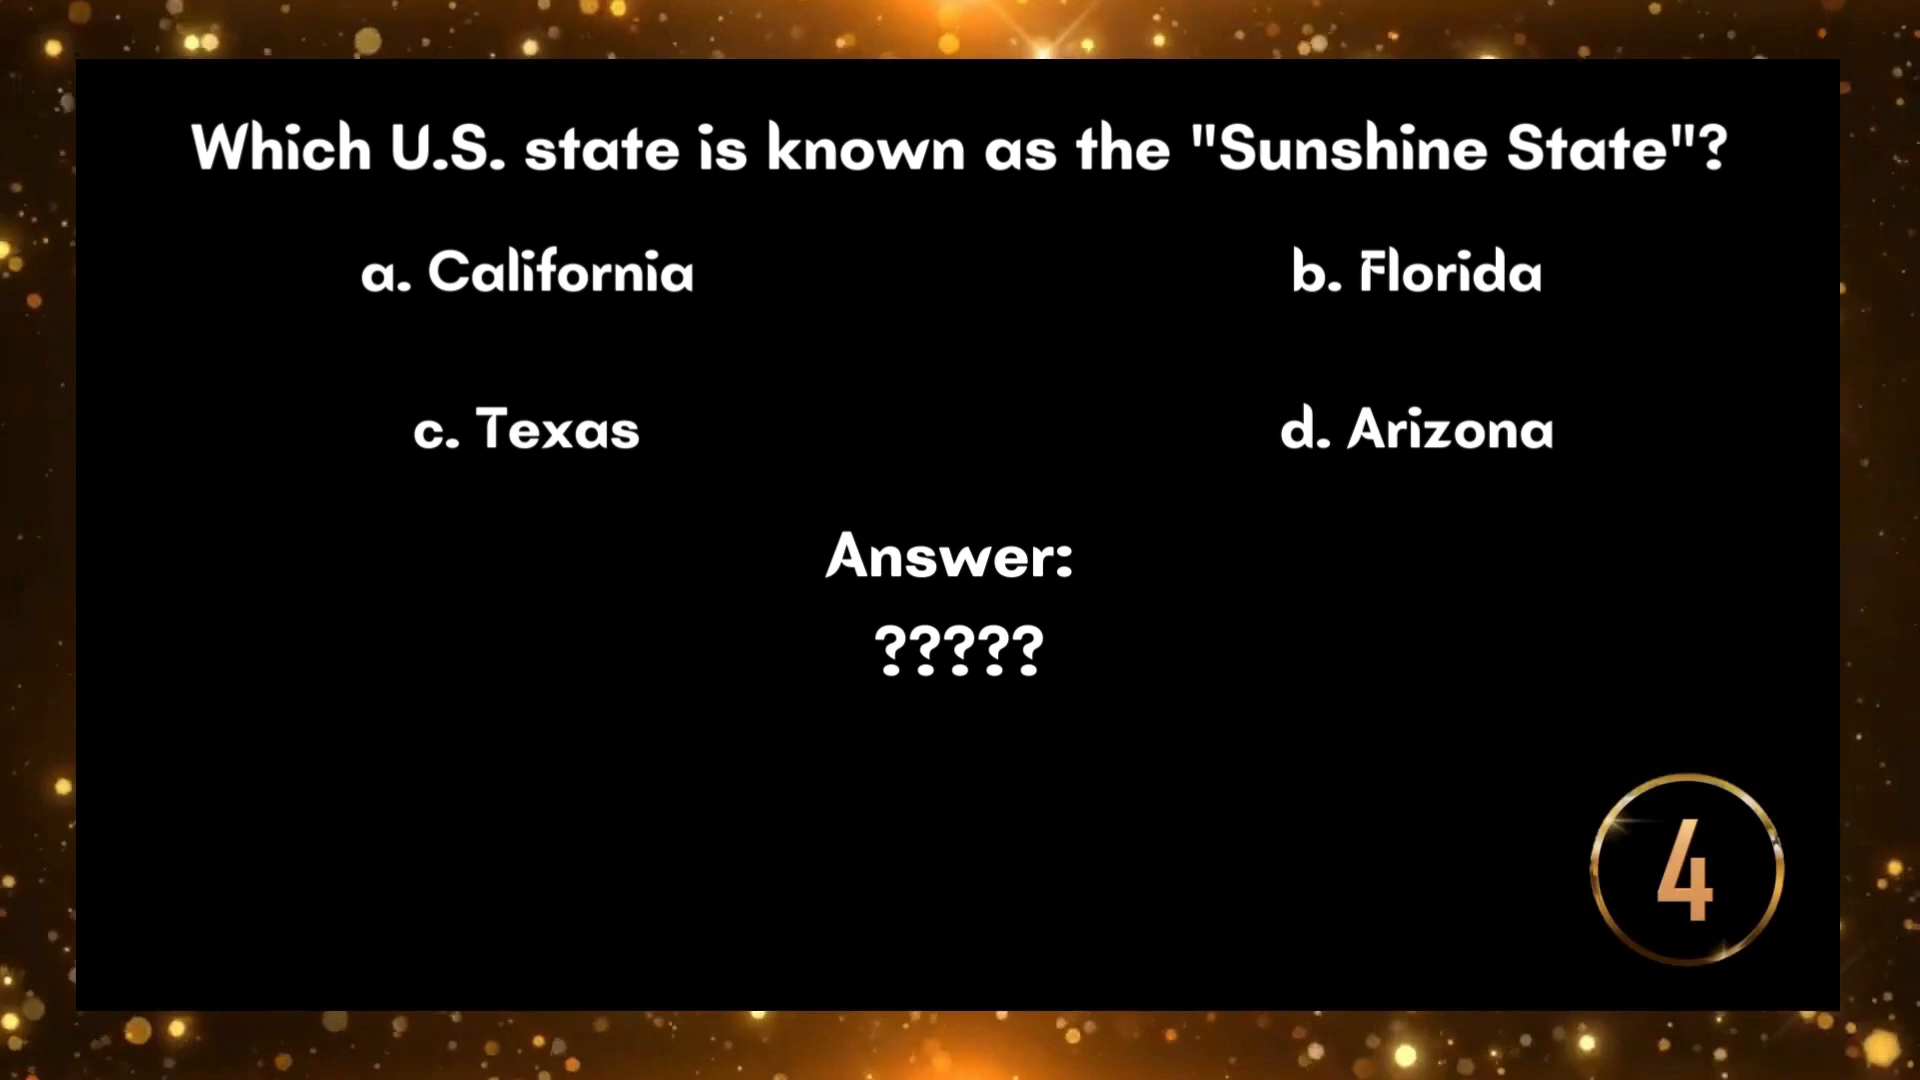 Which U.S. state is known as the "Sunshine State"?
a. California
b. Florida
c. Texas
d. Arizona
Answer:
?????
4